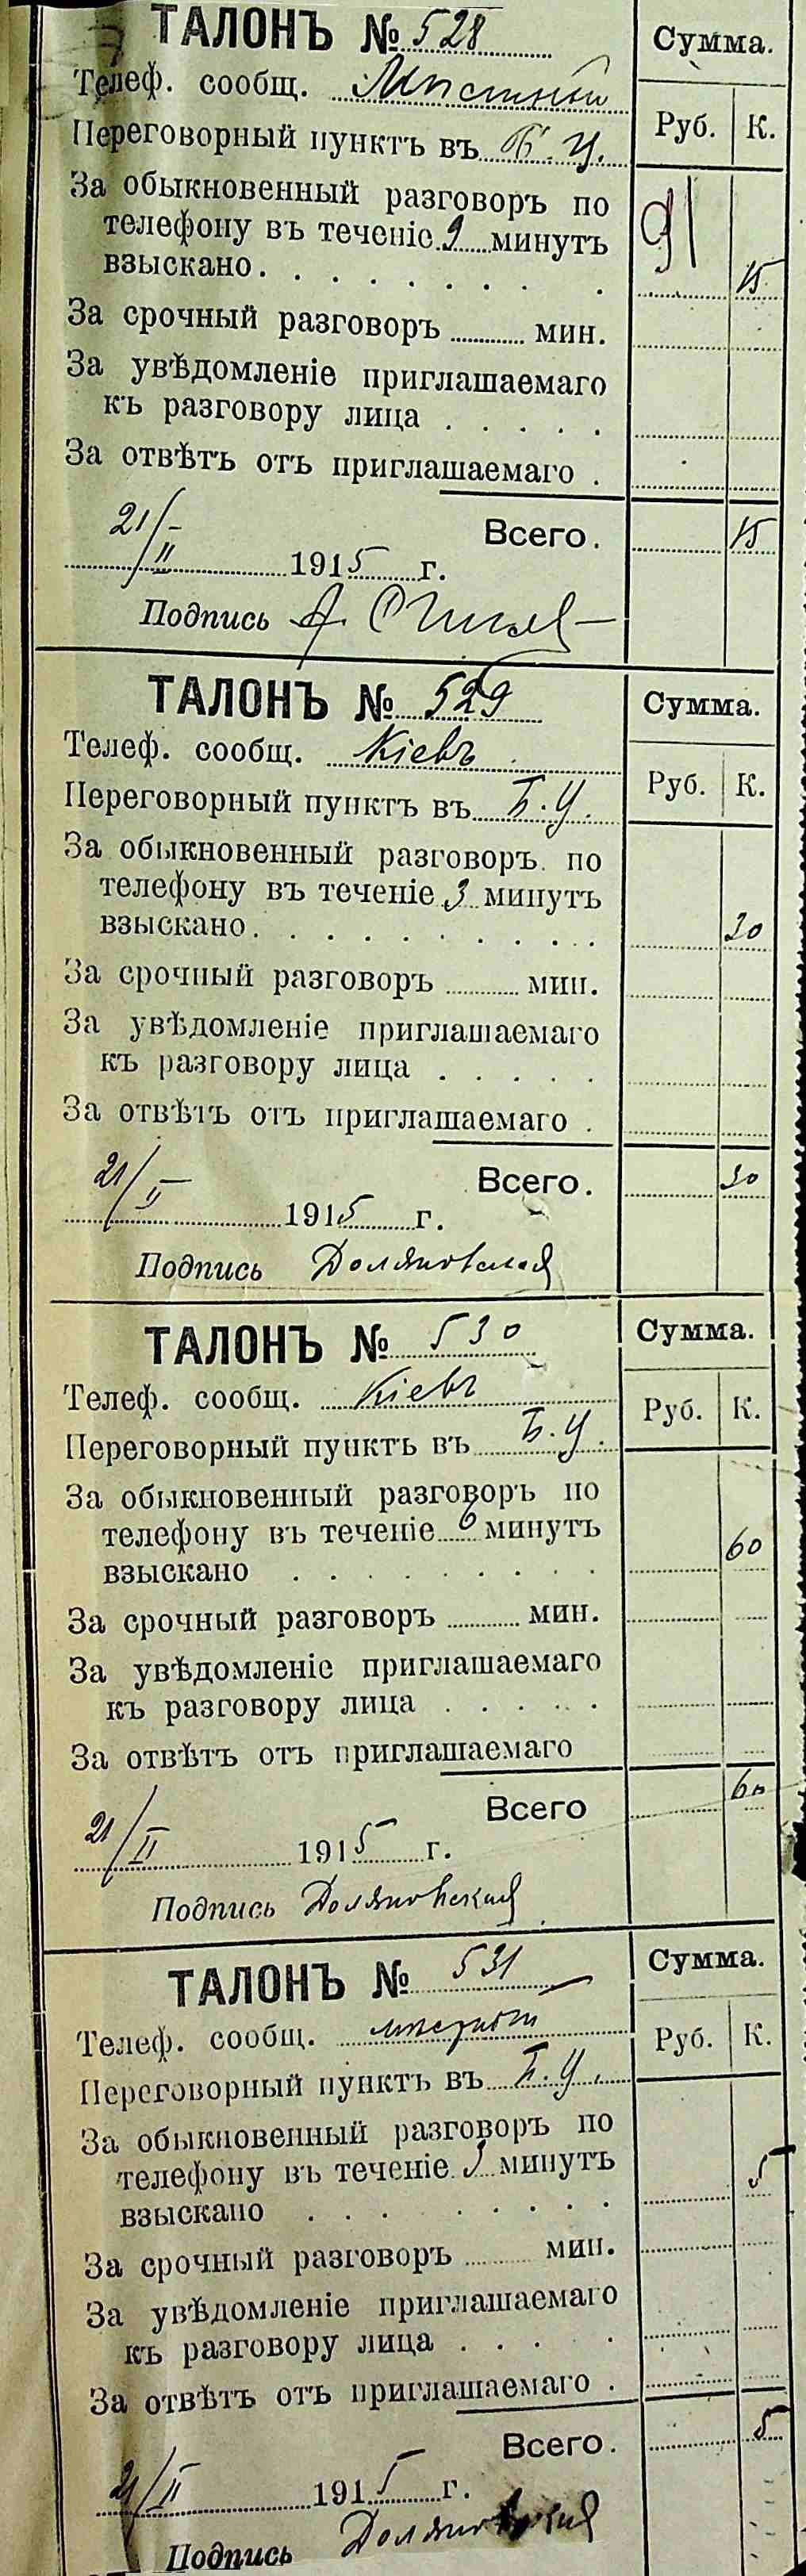 ТАЛОНЪ № 528
Сумма.
Телеф. сообщ.
Руб. К.
Переговорный пунктъ въ Б. Ц.
За обыкновенный разговоръ по
телефону въ теченіе 9 минутъ
91
взыскано. 15
За срочный разговоръ мин.
За увѣдомленіе приглашаемаго
къ разговору лица
За отвѣтъ отъ приглашаемаго.
Всего. 15
21/II 1915 г.
Подпись
ТАЛОНЪ № 529
Сумма.
Телеф. сообщ. Кіевъ
Руб. К.
Переговорный пунктъ въ Б. Ц.
За обыкновенный разговоръ по
телефону въ теченіе 3 минутъ
взыскано. 30
За срочный разговоръ мин.
За увѣдомленіе приглашаемаго
къ разговору лица
За отвѣтъ отъ приглашаемаго.
Всего. 30
21/II 1915 г.
Подпись
ТАЛОНЪ № 530
Сумма.
Телеф. сообщ. Кіевъ
Руб. К.
Переговорный пунктъ въ Б. Ц.
За обыкновенный разговоръ по
телефону въ теченіе 6 минутъ
взыскано 60
За срочный разговоръ мин.
За увѣдомленіе приглашаемаго
къ разговору лица
За отвѣтъ отъ приглашаемаго
Всего 60
21/II 1915 г.
Подпись
ТАЛОНЪ № 531
Сумма.
Телеф. сообщ.
Руб. К.
Переговорный пунктъ въ Б. Ц.
За обыкновенный разговоръ по
телефону въ теченіе 3 минутъ
взыскано 5
За срочный разговоръ мин.
За увѣдомленіе приглашаемаго
къ разговору лица
За отвѣтъ отъ приглашаемаго.
Всего. 5
21/II 1915 г.
Подпись